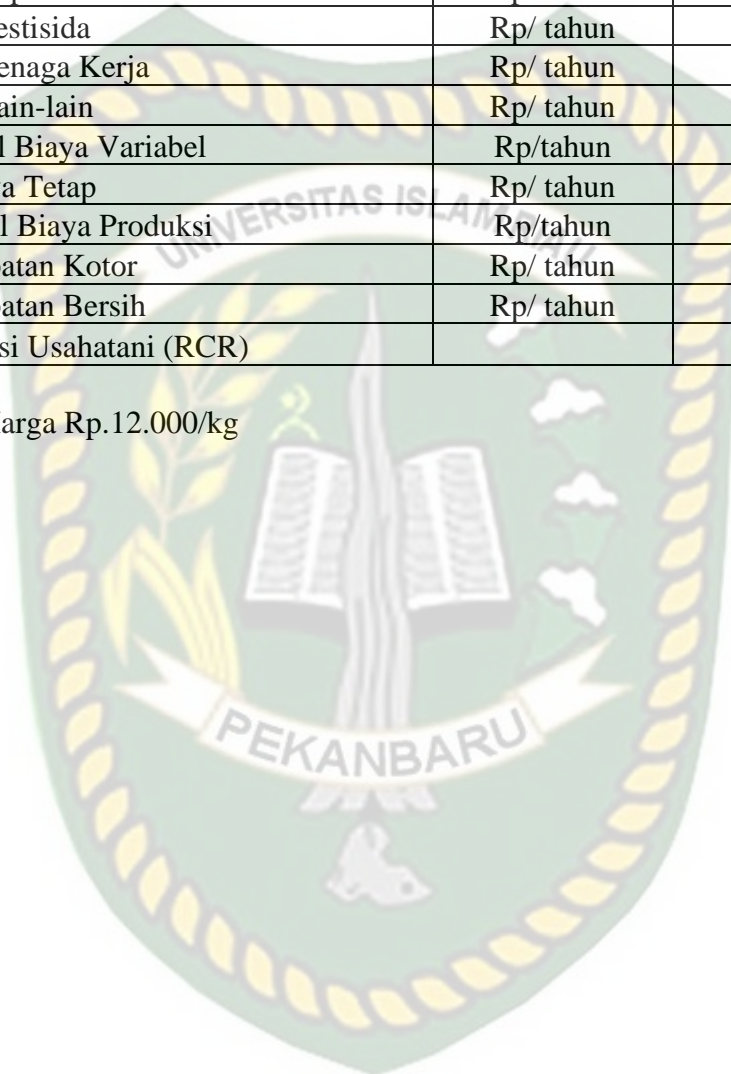 estisida Rp/ tahun
enaga Kerja Rp/ tahun
ain-lain Rp/ tahun
l Biaya Variabel Rp/tahun
a Tetap Rp/ tahun
l Biaya Produksi Rp/tahun
atan Kotor Rp/ tahun
atan Bersih Rp/ tahun
si Usahatani (RCR)
arga Rp.12.000/kg
UNIVERSITAS ISLAM RIAU
PEKANBARU